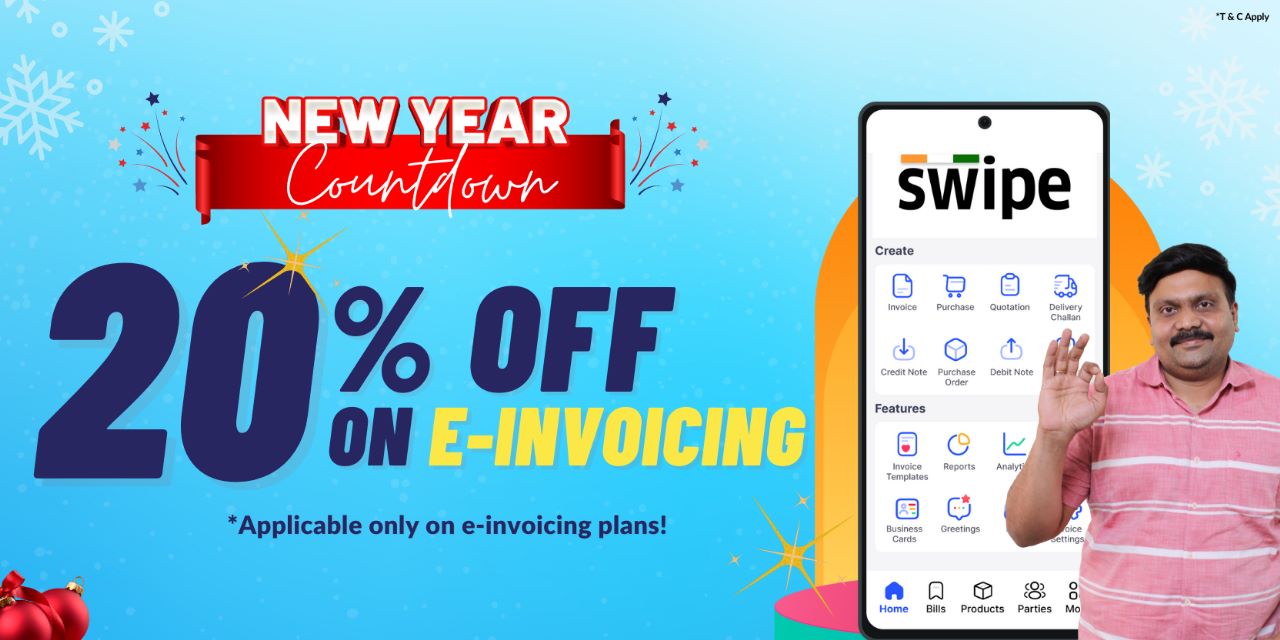 *T & C Apply
NEW YEAR
Countdown
20% OFF
ON E-INVOICING
*Applicable only on e-invoicing plans!
swipe
Create
Invoice
Purchase
Quotation
Delivery
Challan
Credit Note
Purchase
Order
Debit Note
Features
Invoice
Templates
Reports
Business
Cards
Greetings
Settings
Home
Bills
Products
Parties